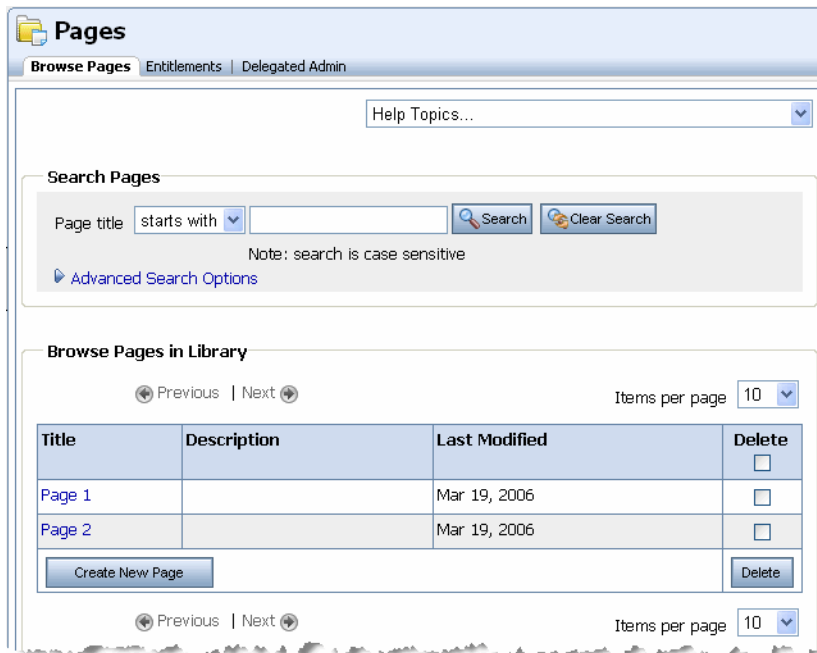 Pages
Browse Pages Entitlements | Delegated Admin
Help Topics...
Search Pages
Page title starts with Search Clear Search
Note: search is case sensitive
Advanced Search Options
Browse Pages in Library
Previous | Next Items per page 10
Title Description Last Modified Delete
Page 1 Mar 19, 2006
Page 2 Mar 19, 2006
Create New Page Delete
Previous | Next Items per page 10